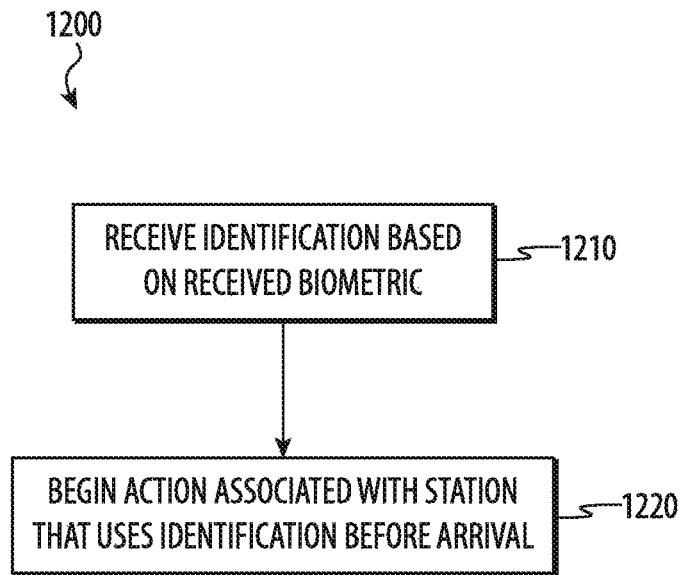 1200
RECEIVE IDENTIFICATION BASED
ON RECEIVED BIOMETRIC
1210
BEGIN ACTION ASSOCIATED WITH STATION
THAT USES IDENTIFICATION BEFORE ARRIVAL
1220